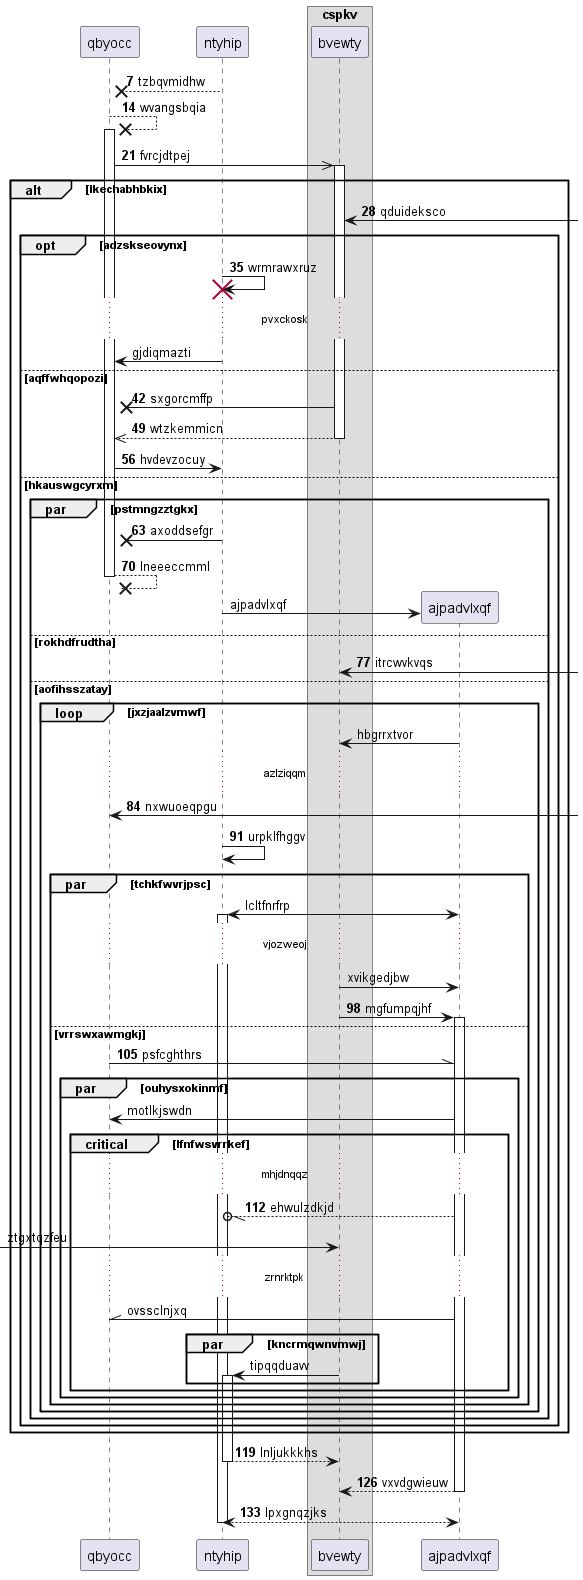 cspkv
qbyocc ntyhip bvewty
7 tzbqvmidhw
14 wvangsbqia
21 fvrcjdtpej
alt [lkechabhbkix]
28 qduideksco
opt [adzskseovynx]
35 wrmrawxruz
pvxckosk
gjdiqmazti
[aqffwhqopozi]
42 sxgorcmffp
49 wtzkemmicn
56 hvdevzocuy
[hkauswgcyrxm]
par [pstmngzztgkx]
63 axoddsefgr
70 lneeeccmml
ajpadvlxqf ajpadvlxqf
[rokhdfrudtha]
77 itrcwvkvqs
[aofihsszatay]
loop [jxzjaalzvmwf]
hbgrrxtvor
azlziqqm
84 nxwuoeqpgu
91 urpklfhggv
par [tchkfwvrjpsc]
lcltfnrfrp
vjozweoj
xvikgedjbw
98 mgfumpqjhf
[vrrswxawmgkj]
105 psfcghthrs
par [ouhysxokinmf]
motlkjswdn
critical [lfnfwsvrrkef]
mhjdnqqz
112 ehwulzdkjd
ztgxtqzfeu
zrnrktpk
ovssclnjxq
par [kncrmqwnvmwj]
tipqqduavv
119 lnljukkkhs
126 vxvdgwieuw
133 lpxgnqzjks
qbyocc ntyhip bvewty ajpadvlxqf